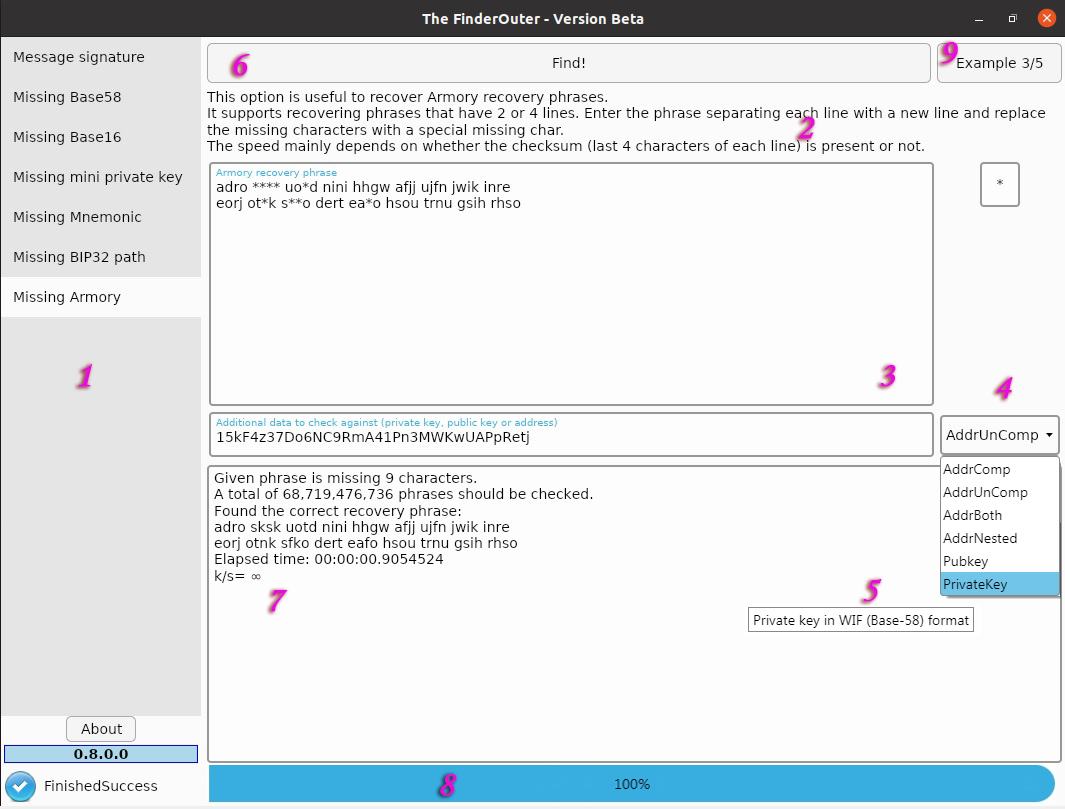 The FinderOuter - Version Beta
Message signature
Missing Base58
Missing Base16
Missing mini private key
Missing Mnemonic
Missing BIP32 path
Missing Armory
1
About
0.8.0.0
FinishedSuccess
6
Find!
9
Example 3/5
This option is useful to recover Armory recovery phrases.
It supports recovering phrases that have 2 or 4 lines. Enter the phrase separating each line with a new line and replace
the missing characters with a special missing char.
2
The speed mainly depends on whether the checksum (last 4 characters of each line) is present or not.
Armory recovery phrase
adro **** uo*d nini hhgw afjj ujfn jwik inre
eorj ot*k s**o dert ea*o hsou trnu gsih rhso
*
3
4
Additional data to check against (private key, public key or address)
15kF4z37Do6NC9RmA41Pn3MWKwUAPpRetj
AddrUnComp
AddrComp
AddrUnComp
AddrBoth
AddrNested
Pubkey
PrivateKey
Given phrase is missing 9 characters.
A total of 68,719,476,736 phrases should be checked.
Found the correct recovery phrase:
adro sksk uotd nini hhgw afjj ujfn jwik inre
eorj otnk sfko dert eafo hsou trnu gsih rhso
Elapsed time: 00:00:00.9054524
k/s= ∞
7
5
Private key in WIF (Base-58) format
8
100%